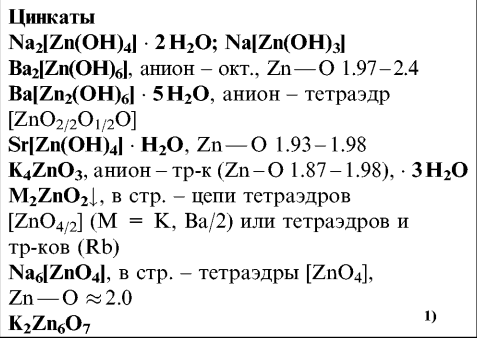 Цинкаты
Na₂[Zn(OH)₄] · 2 H₂O; Na[Zn(OH)₃]
Ba₂[Zn(OH)₆], анион – окт., Zn—O 1.97–2.4
Ba[Zn₂(OH)₆] · 5 H₂O, анион – тетраэдр
[ZnO₂/₂O₁/₂O]
Sr[Zn(OH)₄] · H₂O, Zn—O 1.93–1.98
K₄ZnO₃, анион – тр-к (Zn–O 1.87–1.98), · 3 H₂O
M₂ZnO₂↓, в стр. – цепи тетраэдров
[ZnO₄/₂] (M = K, Ba/2) или тетраэдров и
тр-ков (Rb)
Na₆[ZnO₄], в стр. – тетраэдры [ZnO₄],
Zn—O ≈ 2.0
K₂Zn₆O₇ ¹⁾